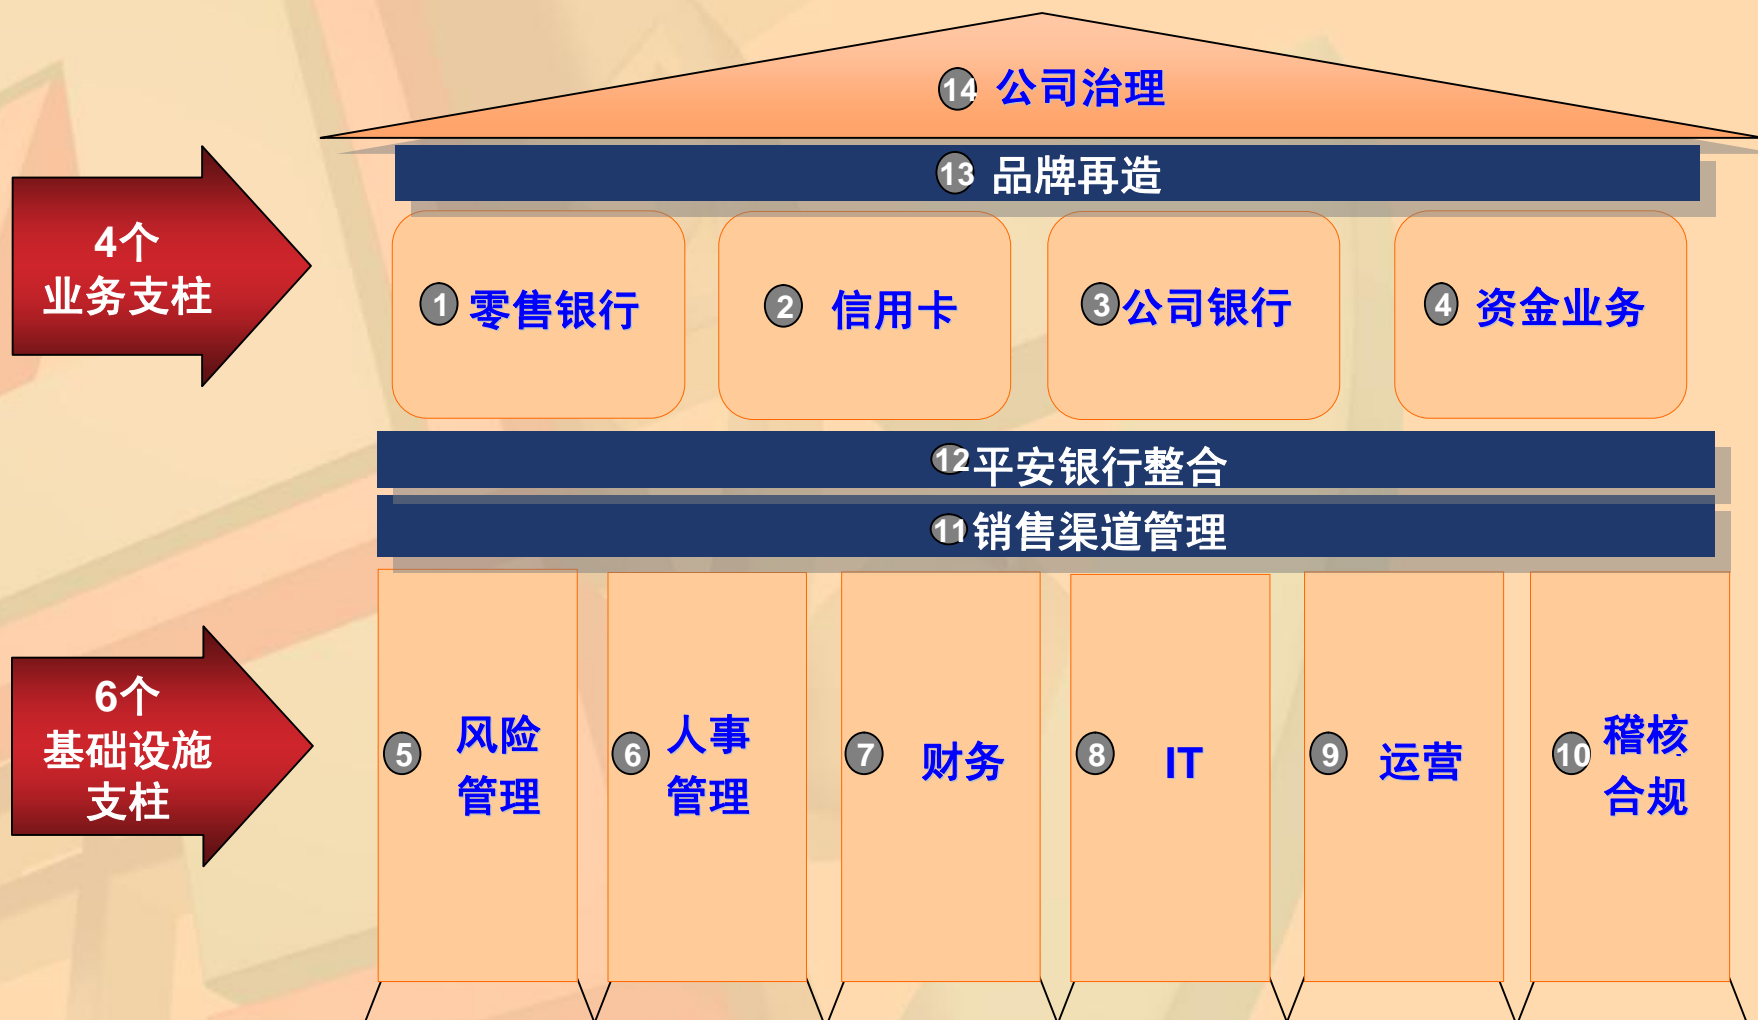 14 公司治理
13 品牌再造
4个
业务支柱
1 零售银行
2 信用卡
3 公司银行
4 资金业务
12 平安银行整合
11 销售渠道管理
6个
基础设施
支柱
5 风险
管理
6 人事
管理
7 财务
8 IT
9 运营
10 稽核
合规